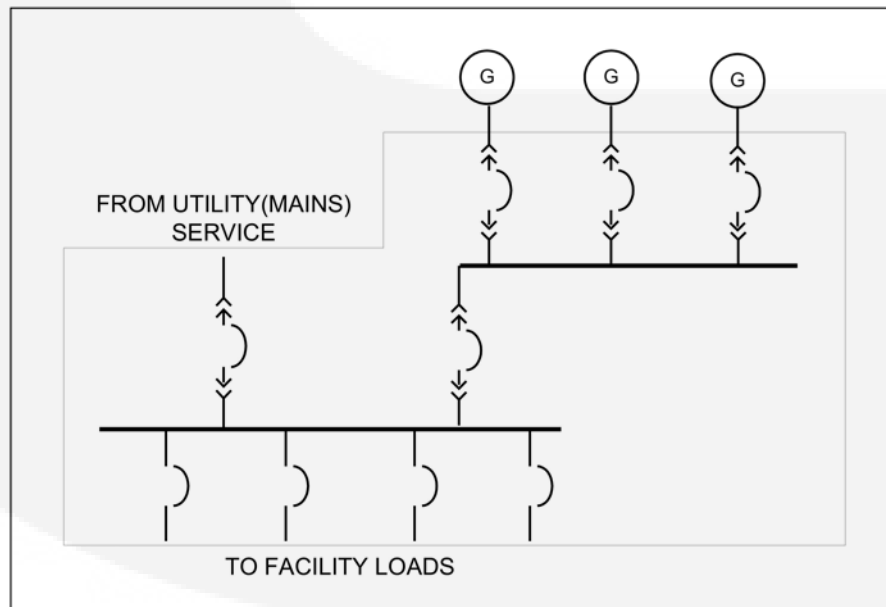 G G G
FROM UTILITY(MAINS)
SERVICE
TO FACILITY LOADS